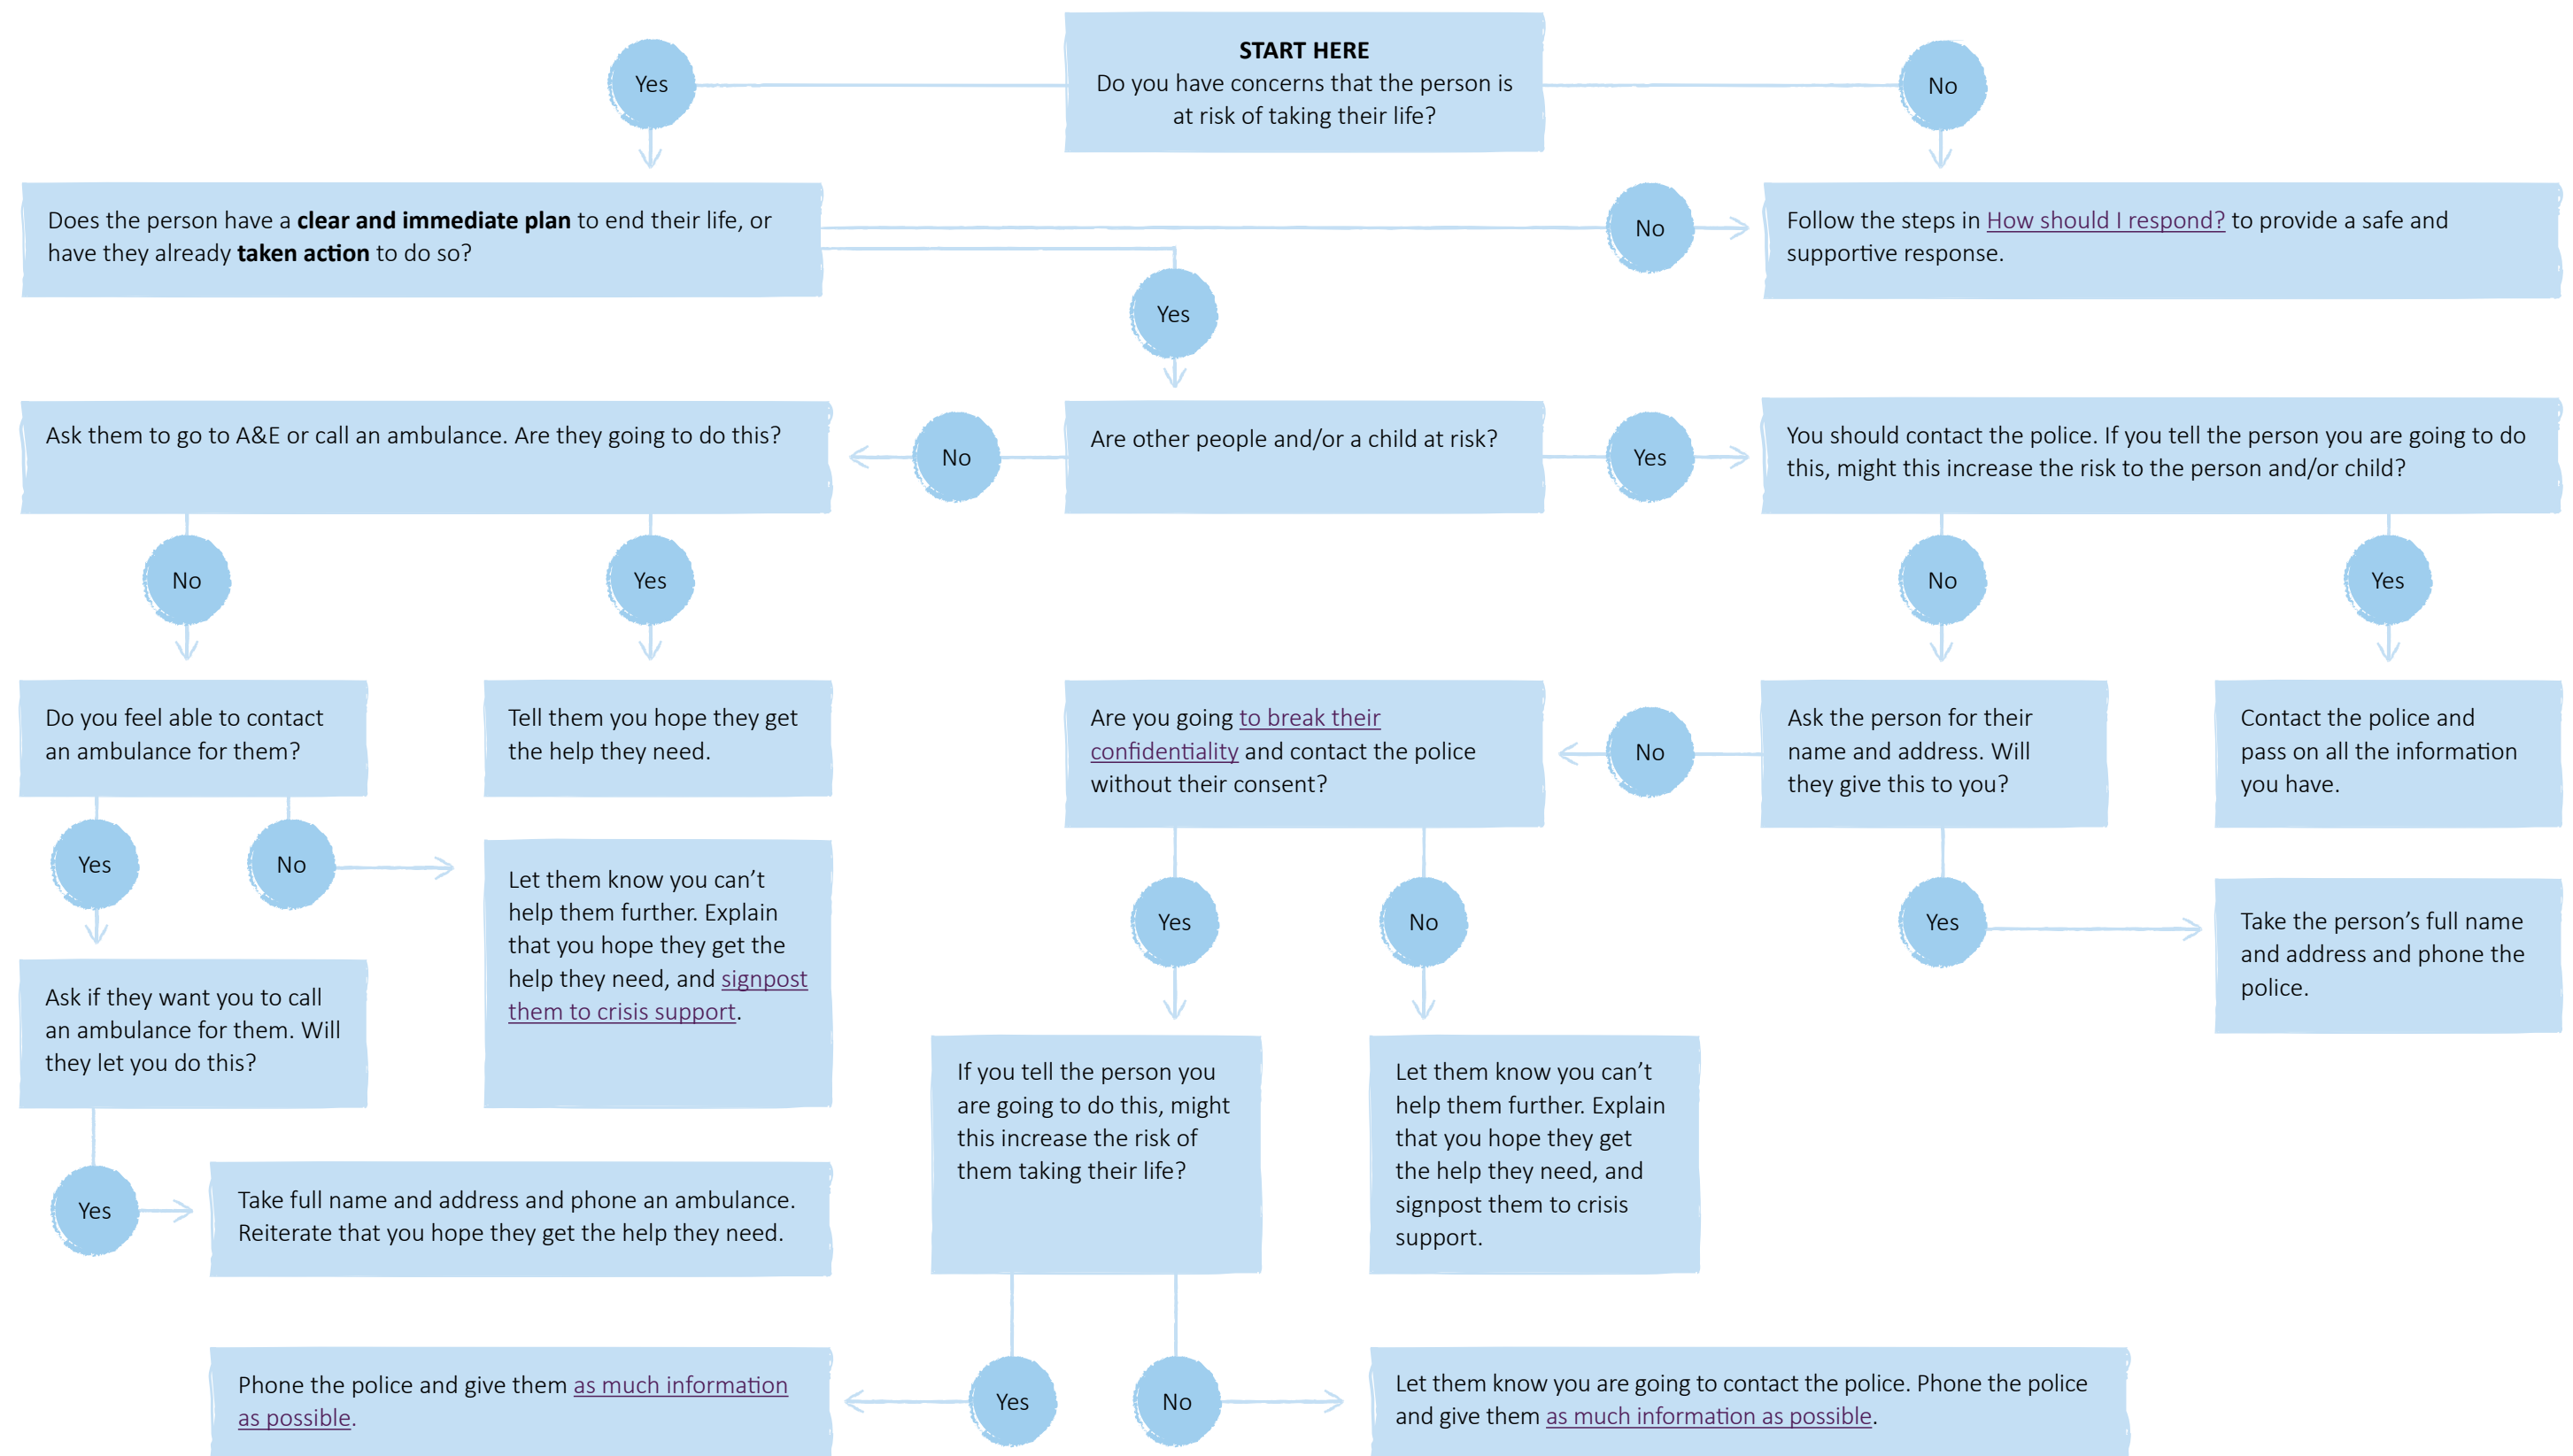 START HERE
Do you have concerns that the person is
at risk of taking their life?
Yes
No
Does the person have a clear and immediate plan to end their life, or
have they already taken action to do so?
No
Follow the steps in How should I respond? to provide a safe and
supportive response.
Yes
Ask them to go to A&E or call an ambulance. Are they going to do this?
No
Are other people and/or a child at risk?
Yes
You should contact the police. If you tell the person you are going to do
this, might this increase the risk to the person and/or child?
No
Yes
No
Yes
Do you feel able to contact
an ambulance for them?
Tell them you hope they get
the help they need.
Are you going to break their
confidentiality and contact the police
without their consent?
No
Ask the person for their
name and address. Will
they give this to you?
Contact the police and
pass on all the information
you have.
Yes
No
Let them know you can't
help them further. Explain
that you hope they get the
help they need, and signpost
them to crisis support.
Yes
No
Yes
Take the person's full name
and address and phone the
police.
Ask if they want you to call
an ambulance for them. Will
they let you do this?
If you tell the person you
are going to do this, might
this increase the risk of
them taking their life?
Let them know you can't
help them further. Explain
that you hope they get
the help they need, and
signpost them to crisis
support.
Yes
Take full name and address and phone an ambulance.
Reiterate that you hope they get the help they need.
Phone the police and give them as much information
as possible.
Yes
No
Let them know you are going to contact the police. Phone the police
and give them as much information as possible.